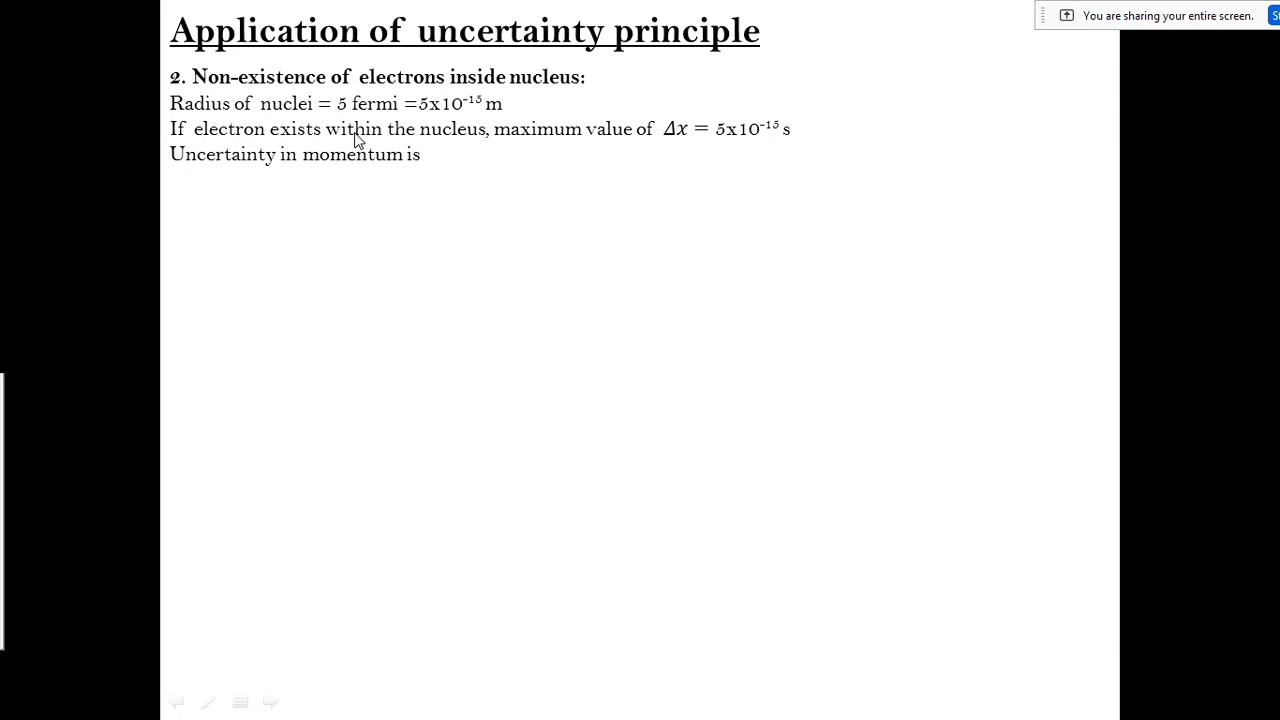 Application of uncertainty principle
You are sharing your entire screen.
2. Non-existence of electrons inside nucleus:
Radius of nuclei = 5 fermi =5x10⁻¹⁵ m
If electron exists within the nucleus, maximum value of Δx = 5x10⁻¹⁵ s
Uncertainty in momentum is